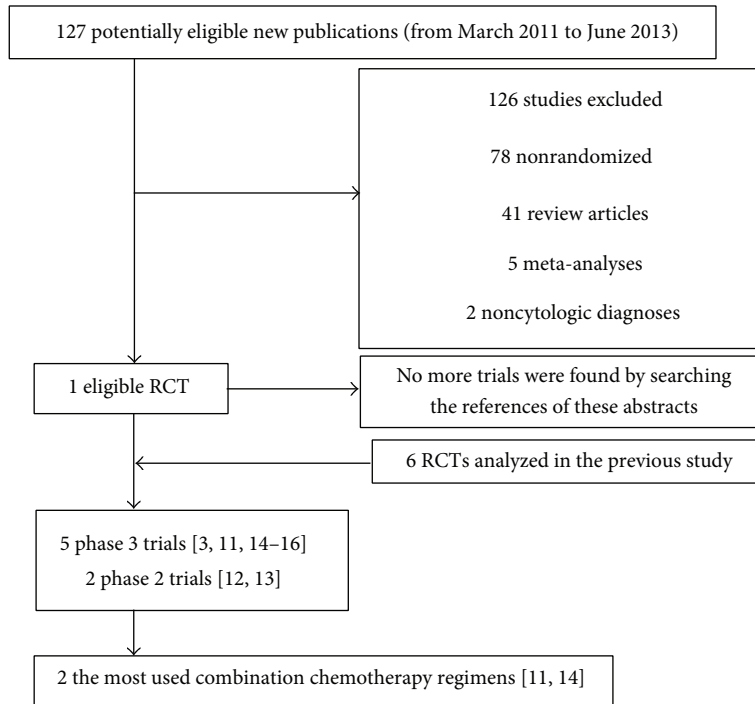 127 potentially eligible new publications (from March 2011 to June 2013)
126 studies excluded
78 nonrandomized
41 review articles
5 meta-analyses
2 noncytologic diagnoses
1 eligible RCT
No more trials were found by searching
the references of these abstracts
6 RCTs analyzed in the previous study
5 phase 3 trials [3, 11, 14–16]
2 phase 2 trials [12, 13]
2 the most used combination chemotherapy regimens [11, 14]